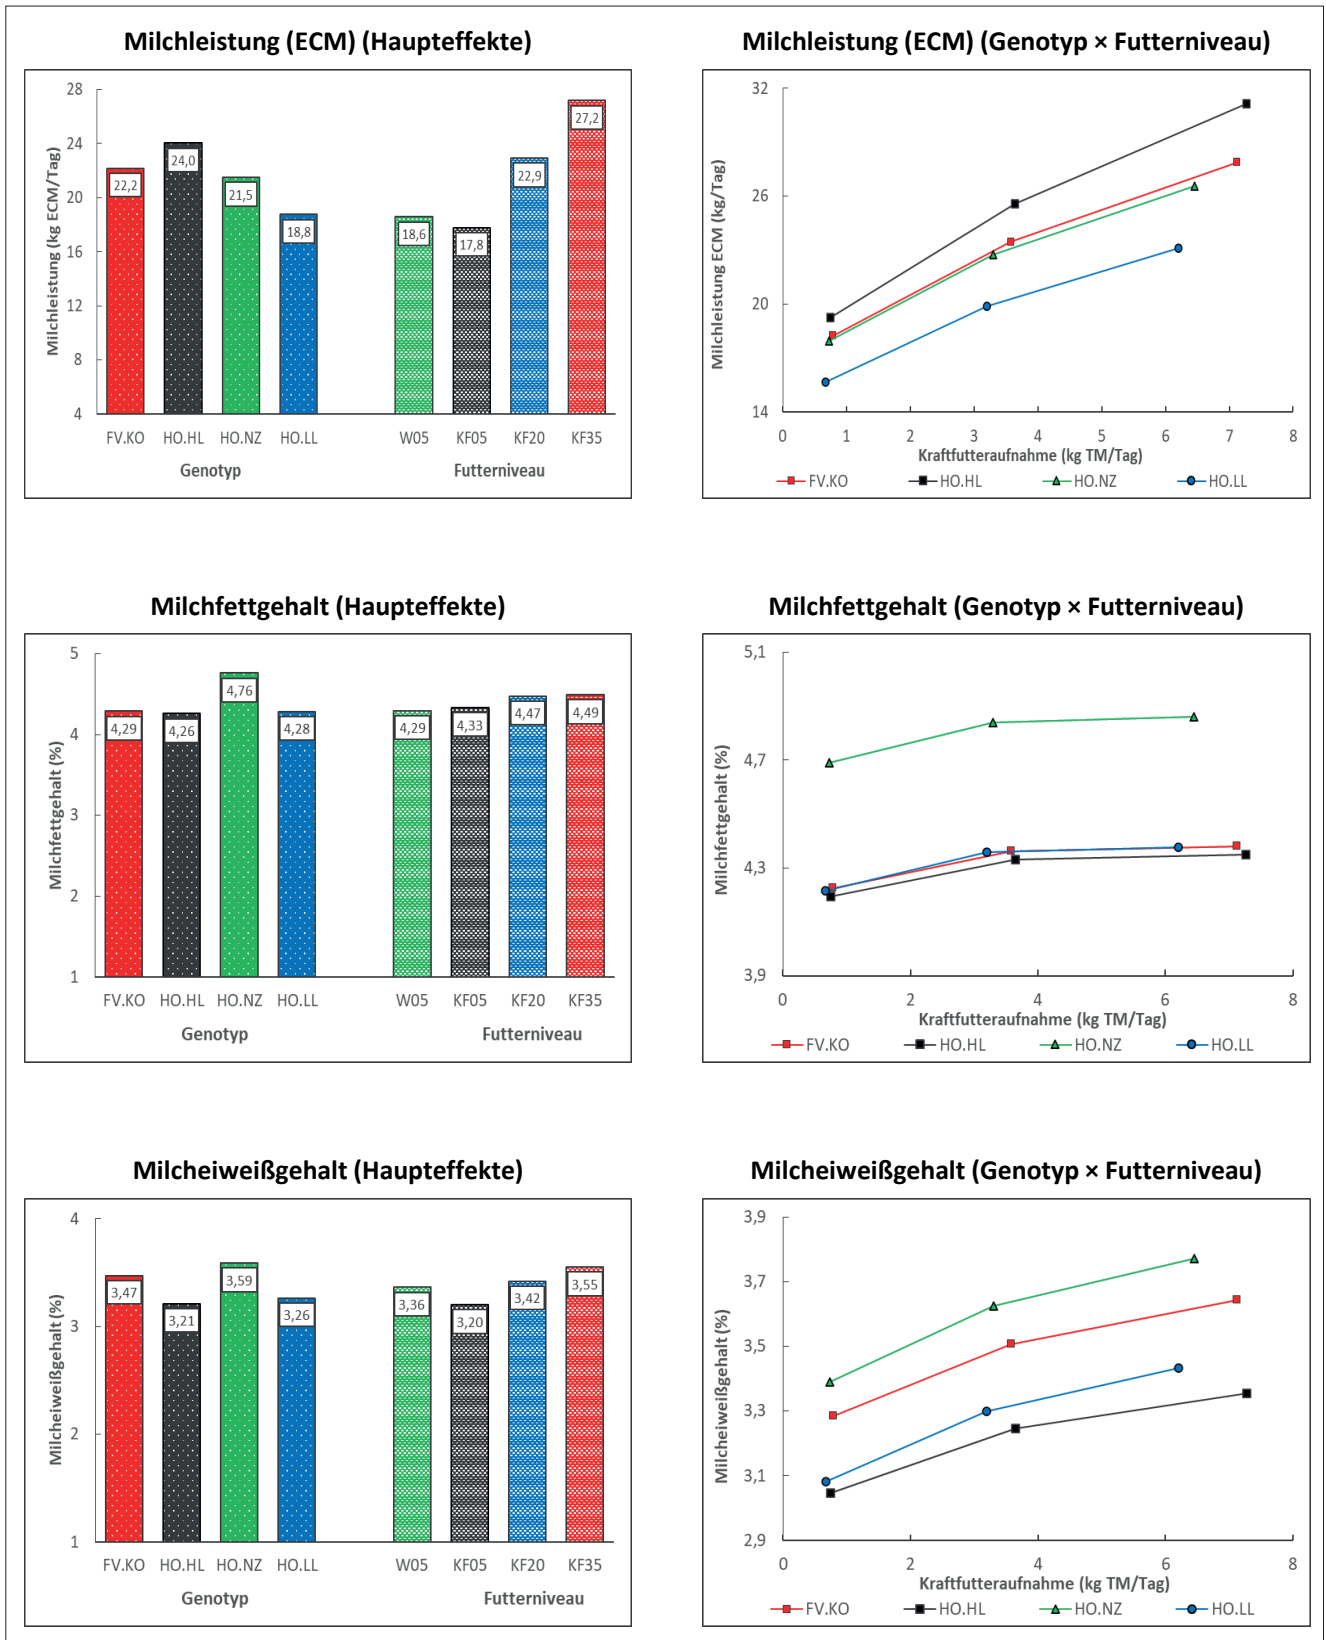 Milchleistung (ECM) (Haupteffekte)
Milchleistung (kg ECM/Tag)
28
24
20
16
12
8
4
22,2
24,0
21,5
18,8
18,6
17,8
22,9
27,2
FV.KO HO.HL HO.NZ HO.LL W05 KF05 KF20 KF35
Genotyp Futterniveau
Milchleistung (ECM) (Genotyp × Futterniveau)
Milchleistung ECM (kg/Tag)
32
26
20
14
0 1 2 3 4 5 6 7 8
Kraftfutteraufnahme (kg TM/Tag)
FV.KO HO.HL HO.NZ HO.LL
Milchfettgehalt (Haupteffekte)
Milchfettgehalt (%)
5
4
3
2
1
4,29
4,26
4,76
4,28
4,29
4,33
4,47
4,49
FV.KO HO.HL HO.NZ HO.LL W05 KF05 KF20 KF35
Genotyp Futterniveau
Milchfettgehalt (Genotyp × Futterniveau)
Milchfettgehalt (%)
5,1
4,7
4,3
3,9
0 2 4 6 8
Kraftfutteraufnahme (kg TM/Tag)
FV.KO HO.HL HO.NZ HO.LL
Milcheiweißgehalt (Haupteffekte)
Milcheiweißgehalt (%)
4
3
2
1
3,47
3,21
3,59
3,26
3,36
3,20
3,42
3,55
FV.KO HO.HL HO.NZ HO.LL W05 KF05 KF20 KF35
Genotyp Futterniveau
Milcheiweißgehalt (Genotyp × Futterniveau)
Milcheiweißgehalt (%)
3,9
3,7
3,5
3,3
3,1
2,9
0 2 4 6 8
Kraftfutteraufnahme (kg TM/Tag)
FV.KO HO.HL HO.NZ HO.LL